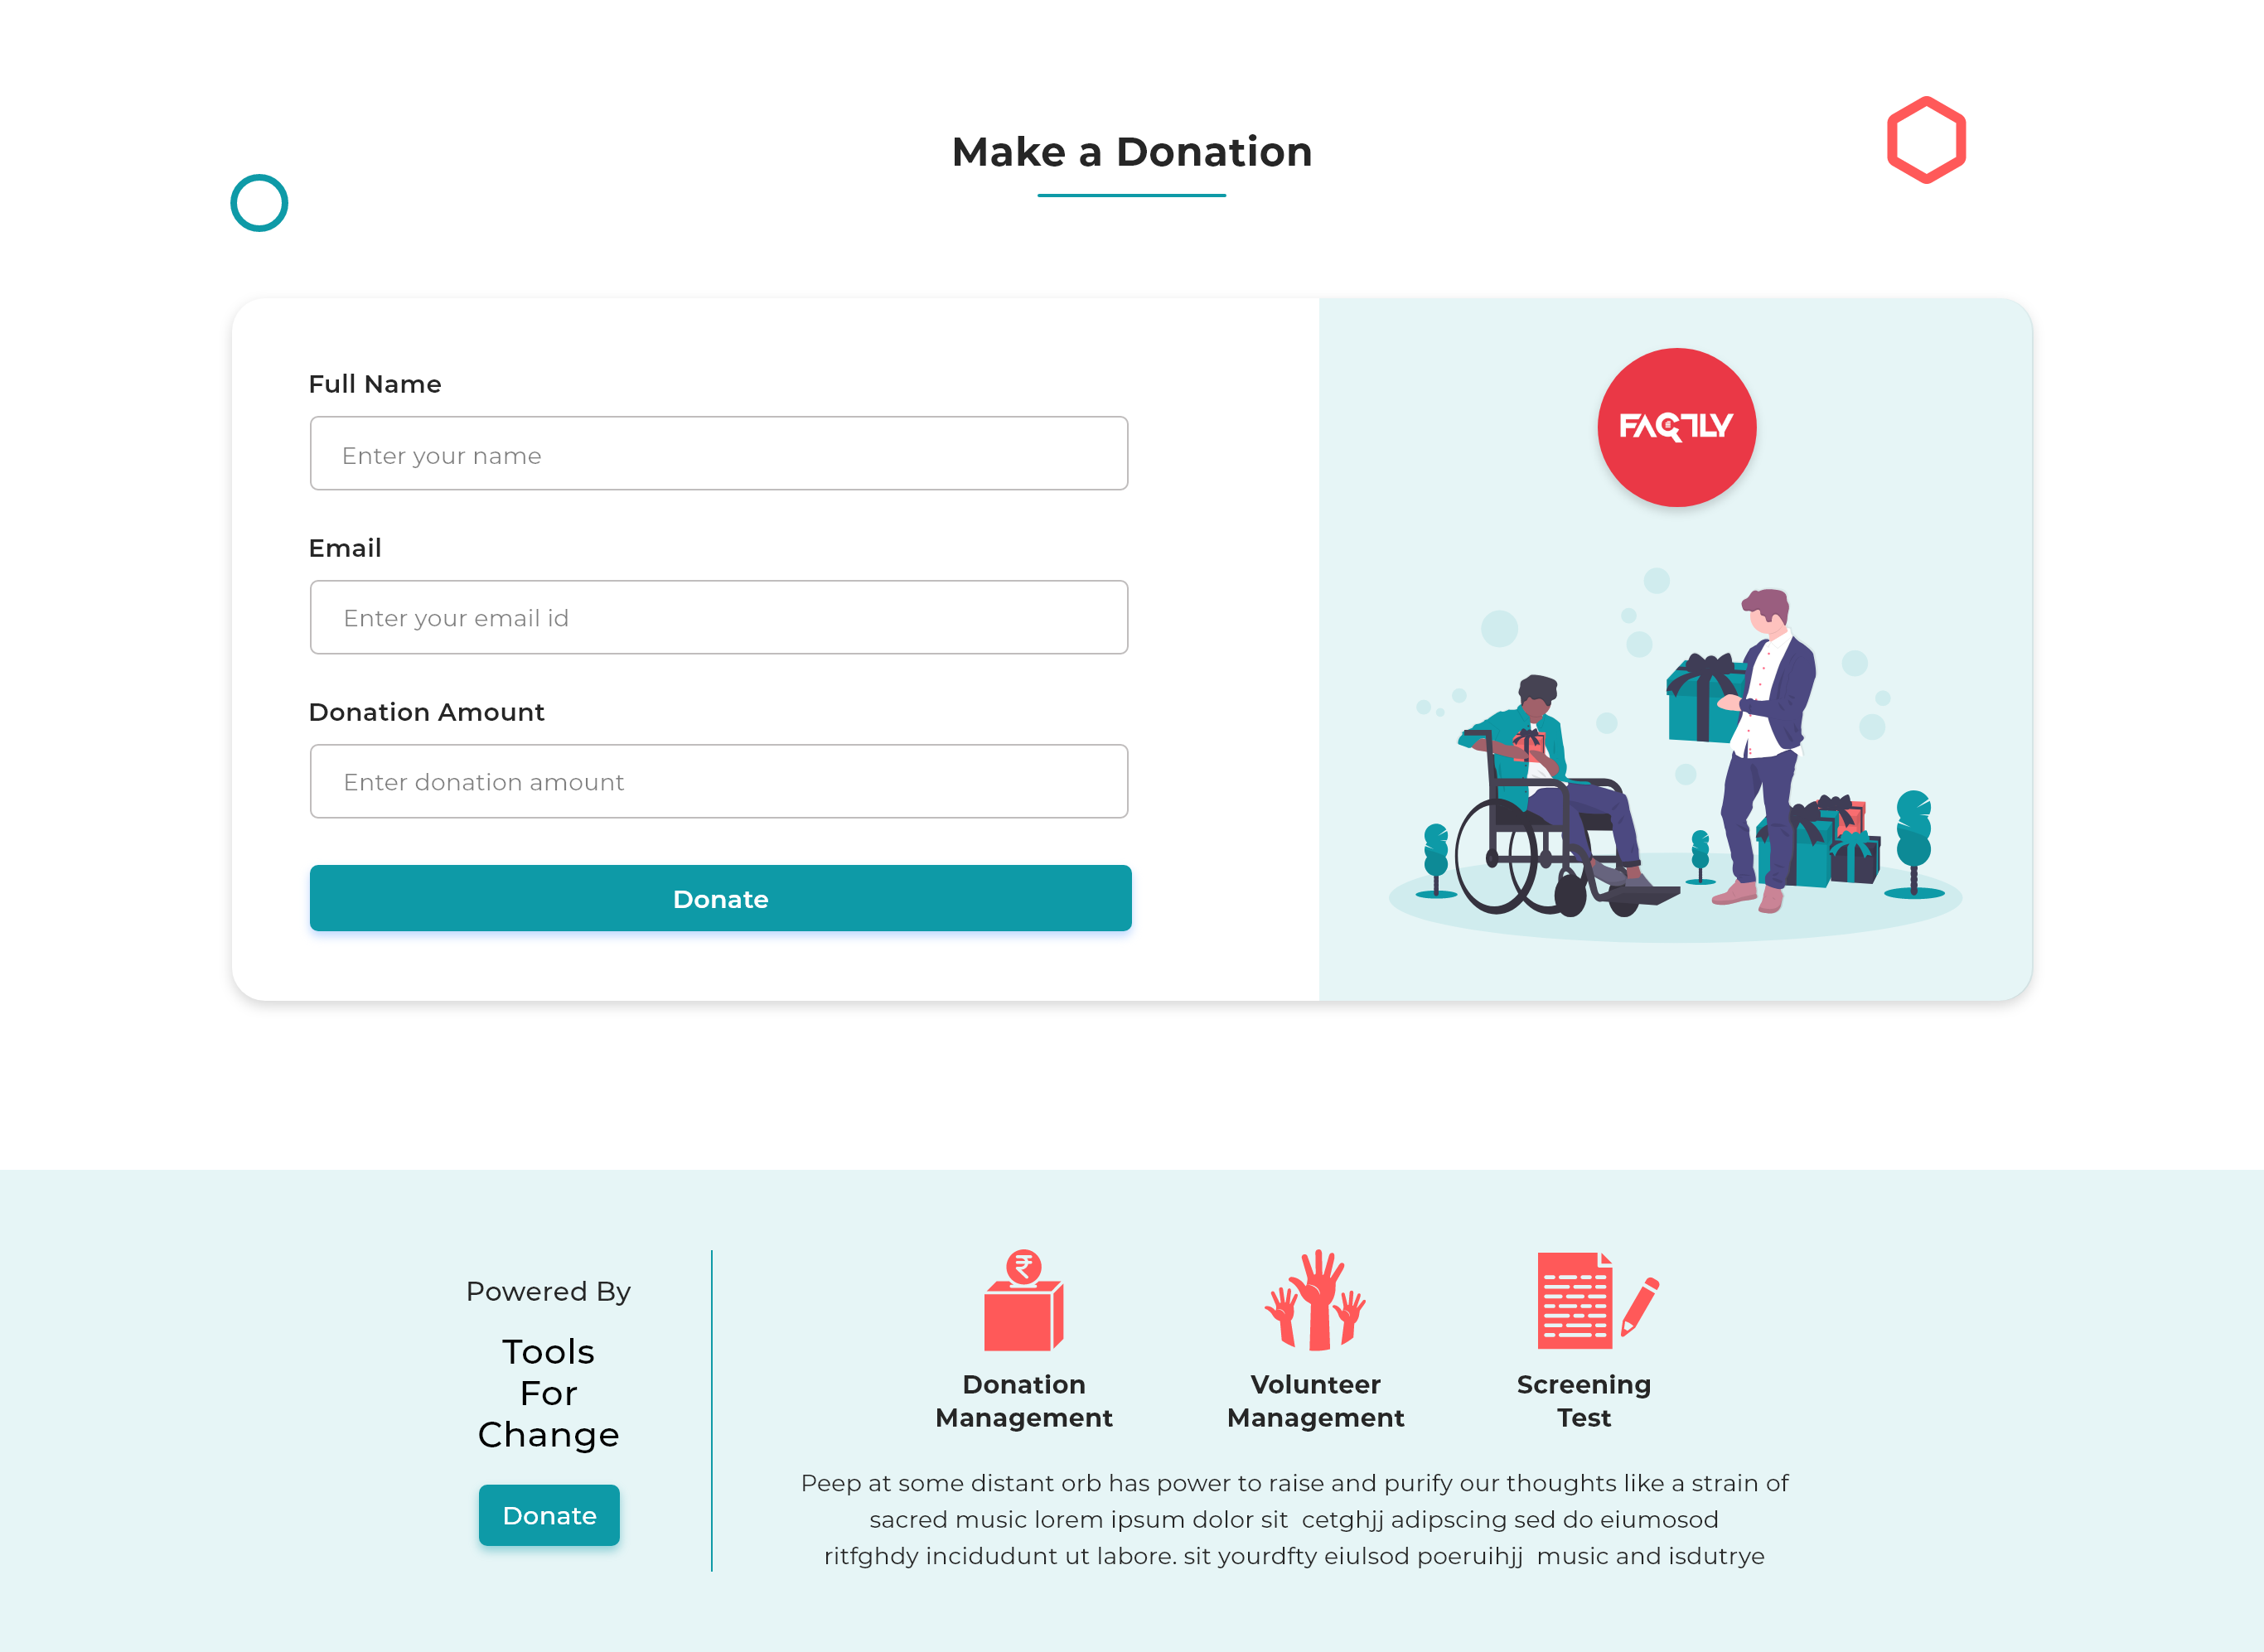 Make a Donation
Full Name
Enter your name
Email
Enter your email id
Donation Amount
Enter donation amount
Donate
FACTLY
Powered By
Tools
For
Change
Donate
₹
Donation
Management
Volunteer
Management
Screening
Test
Peep at some distant orb has power to raise and purify our thoughts like a strain of
sacred music lorem ipsum dolor sit  cetghjj adipscing sed do eiumosod
ritfghdy incidudunt ut labore. sit yourdfty eiulsod poeruihjj  music and isdutrye